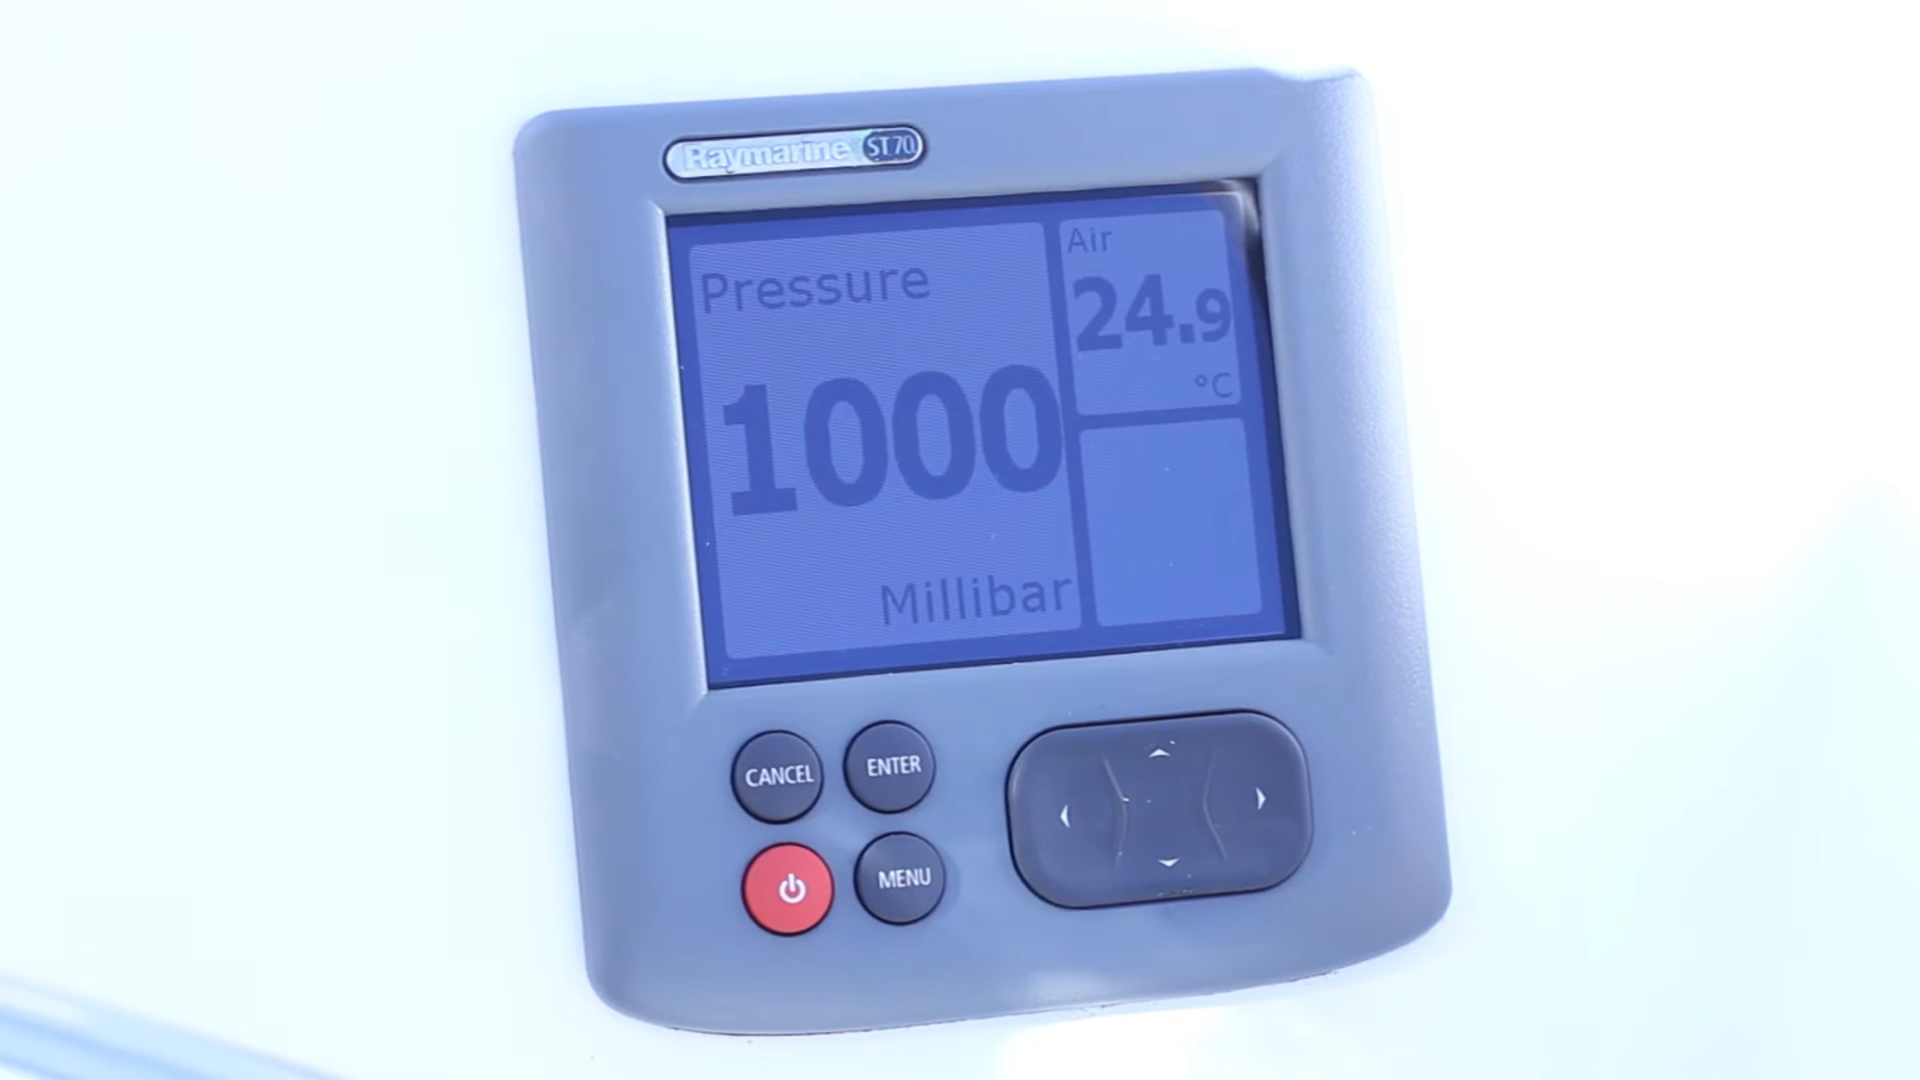 Raymarine ST70
Pressure
1000
Millibar
Air
24.9
°C
CANCEL
ENTER
MENU